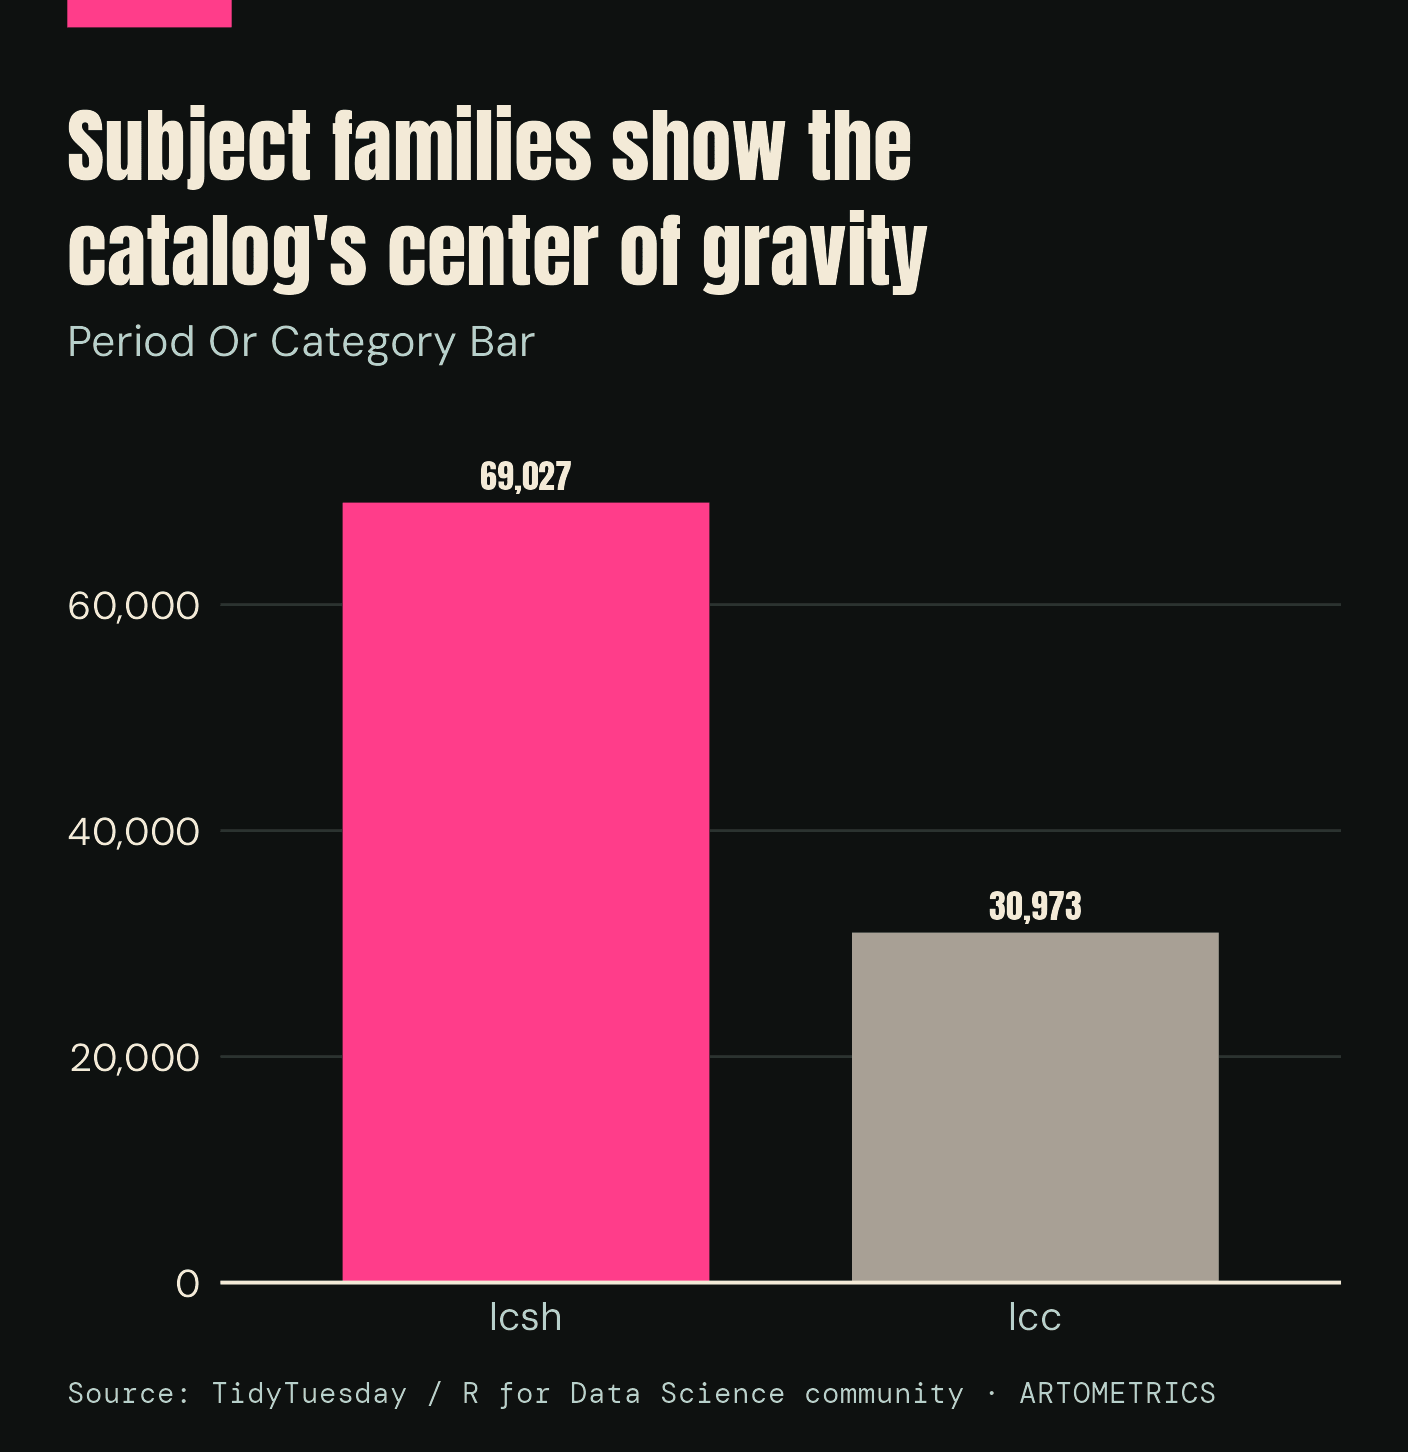 Subject families show the
catalog's center of gravity
Period Or Category Bar
69,027
60,000
40,000
30,973
20,000
0
lcsh
lcc
Source: TidyTuesday / R for Data Science community · ARTOMETRICS